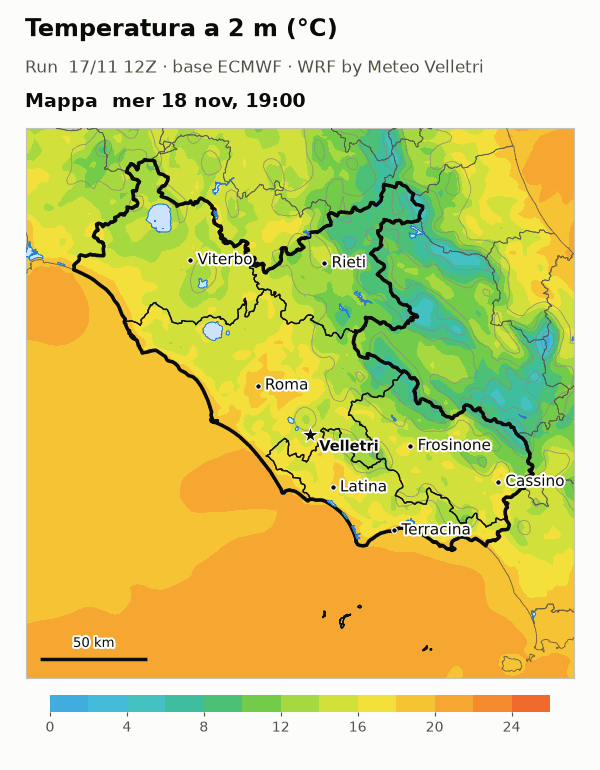 Temperatura a 2 m (°C)
Run  17/11 12Z · base ECMWF · WRF by Meteo Velletri
Mappa  mer 18 nov, 19:00
Viterbo
Rieti
Roma
Velletri
Frosinone
Cassino
Latina
Terracina
50 km
0 4 8 12 16 20 24